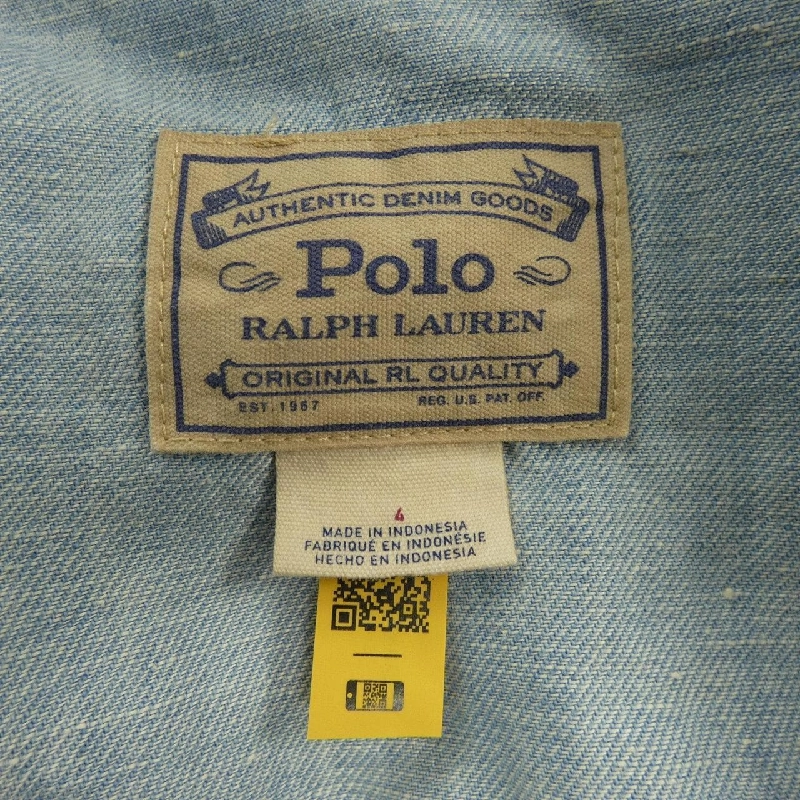 AUTHENTIC DENIM GOODS
Polo
RALPH LAUREN
ORIGINAL RL QUALITY
EST. 1967 REG. U.S. PAT. OFF.
4
MADE IN INDONESIA
FABRIQUÉ EN INDONÉSIE
HECHO EN INDONESIA